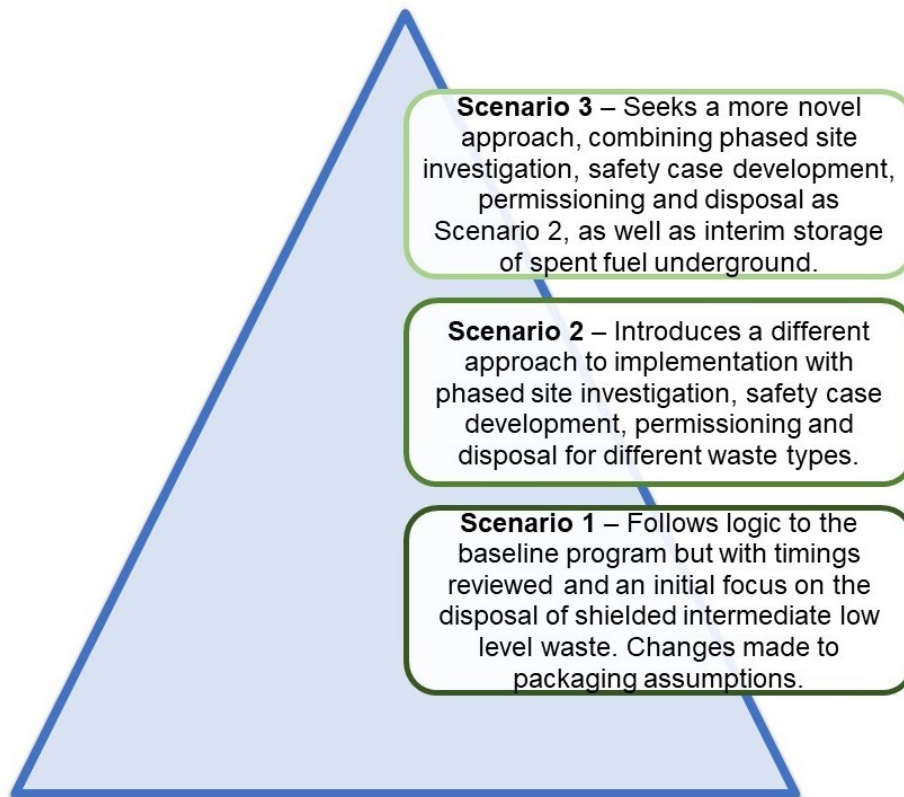 Scenario 3 – Seeks a more novel
approach, combining phased site
investigation, safety case development,
permissioning and disposal as
Scenario 2, as well as interim storage
of spent fuel underground.
Scenario 2 – Introduces a different
approach to implementation with
phased site investigation, safety case
development, permissioning and
disposal for different waste types.
Scenario 1 – Follows logic to the
baseline program but with timings
reviewed and an initial focus on the
disposal of shielded intermediate low
level waste. Changes made to
packaging assumptions.